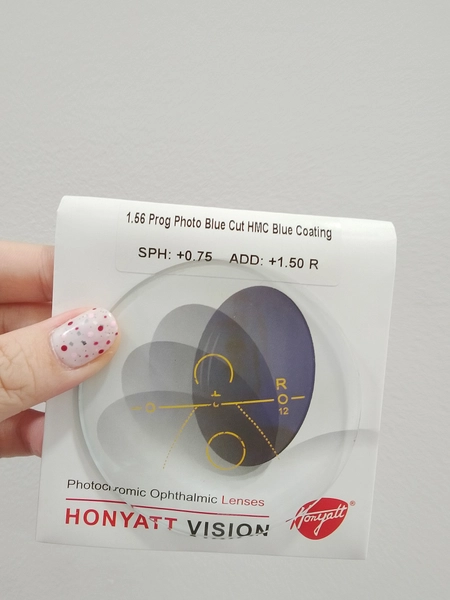 1.56 Prog Photo Blue Cut HMC Blue Coating
SPH: +0.75 ADD: +1.50 R
R
12
Photochromic Ophthalmic Lenses
HONYATT VISION
Honyatt®